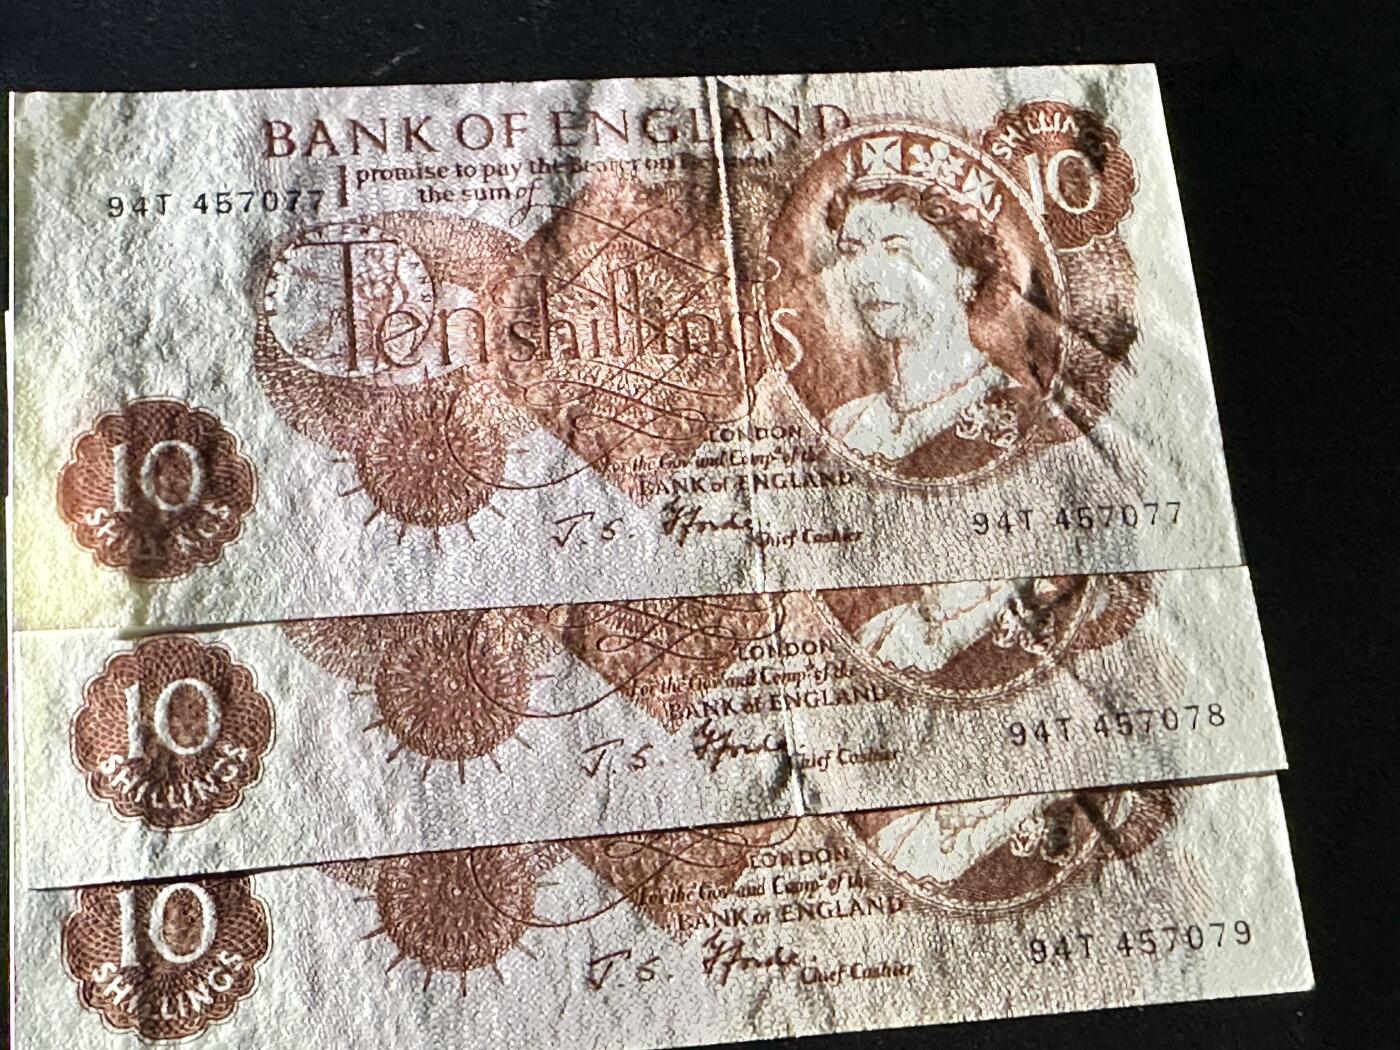 BANK OF ENGLAND
I promise to pay the Bearer on Demand
the sum of
94T 457077
SHILLINGS
10
Ten shillings
10
SHILLINGS
LONDON
For the Govr and Compa of the
BANK of ENGLAND
J. S. Fforde
Chief Cashier
94T 457077
10
SHILLINGS
LONDON
For the Govr and Compa of the
BANK of ENGLAND
J. S. Fforde
Chief Cashier
94T 457078
10
SHILLINGS
LONDON
For the Govr and Compa of the
BANK of ENGLAND
J. S. Fforde
Chief Cashier
94T 457079